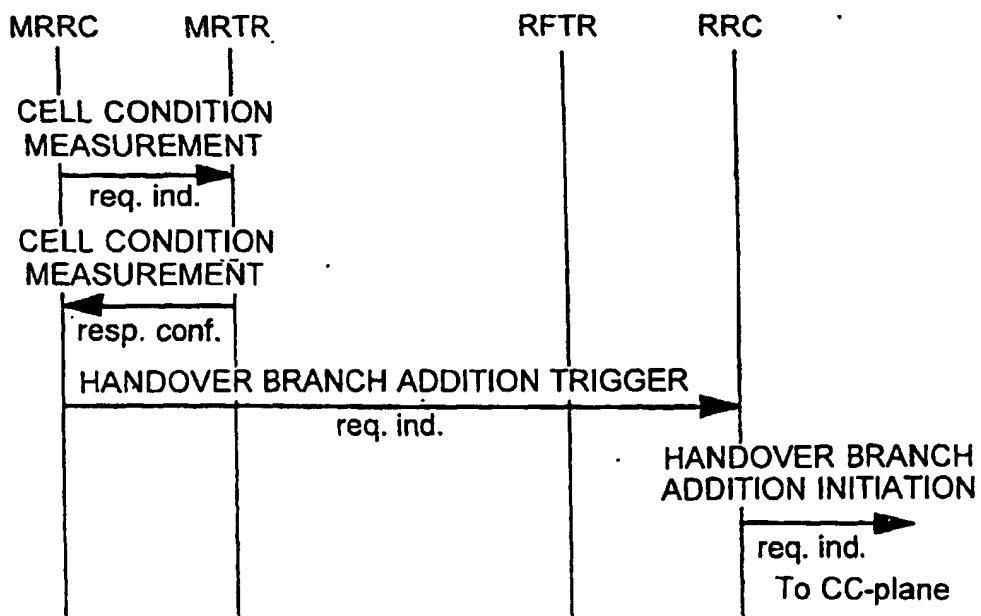 MRRC MRTR RFTR RRC
CELL CONDITION
MEASUREMENT
req. ind.
CELL CONDITION
MEASUREMENT
resp. conf.
HANDOVER BRANCH ADDITION TRIGGER
req. ind.
HANDOVER BRANCH
ADDITION INITIATION
req. ind.
To CC-plane